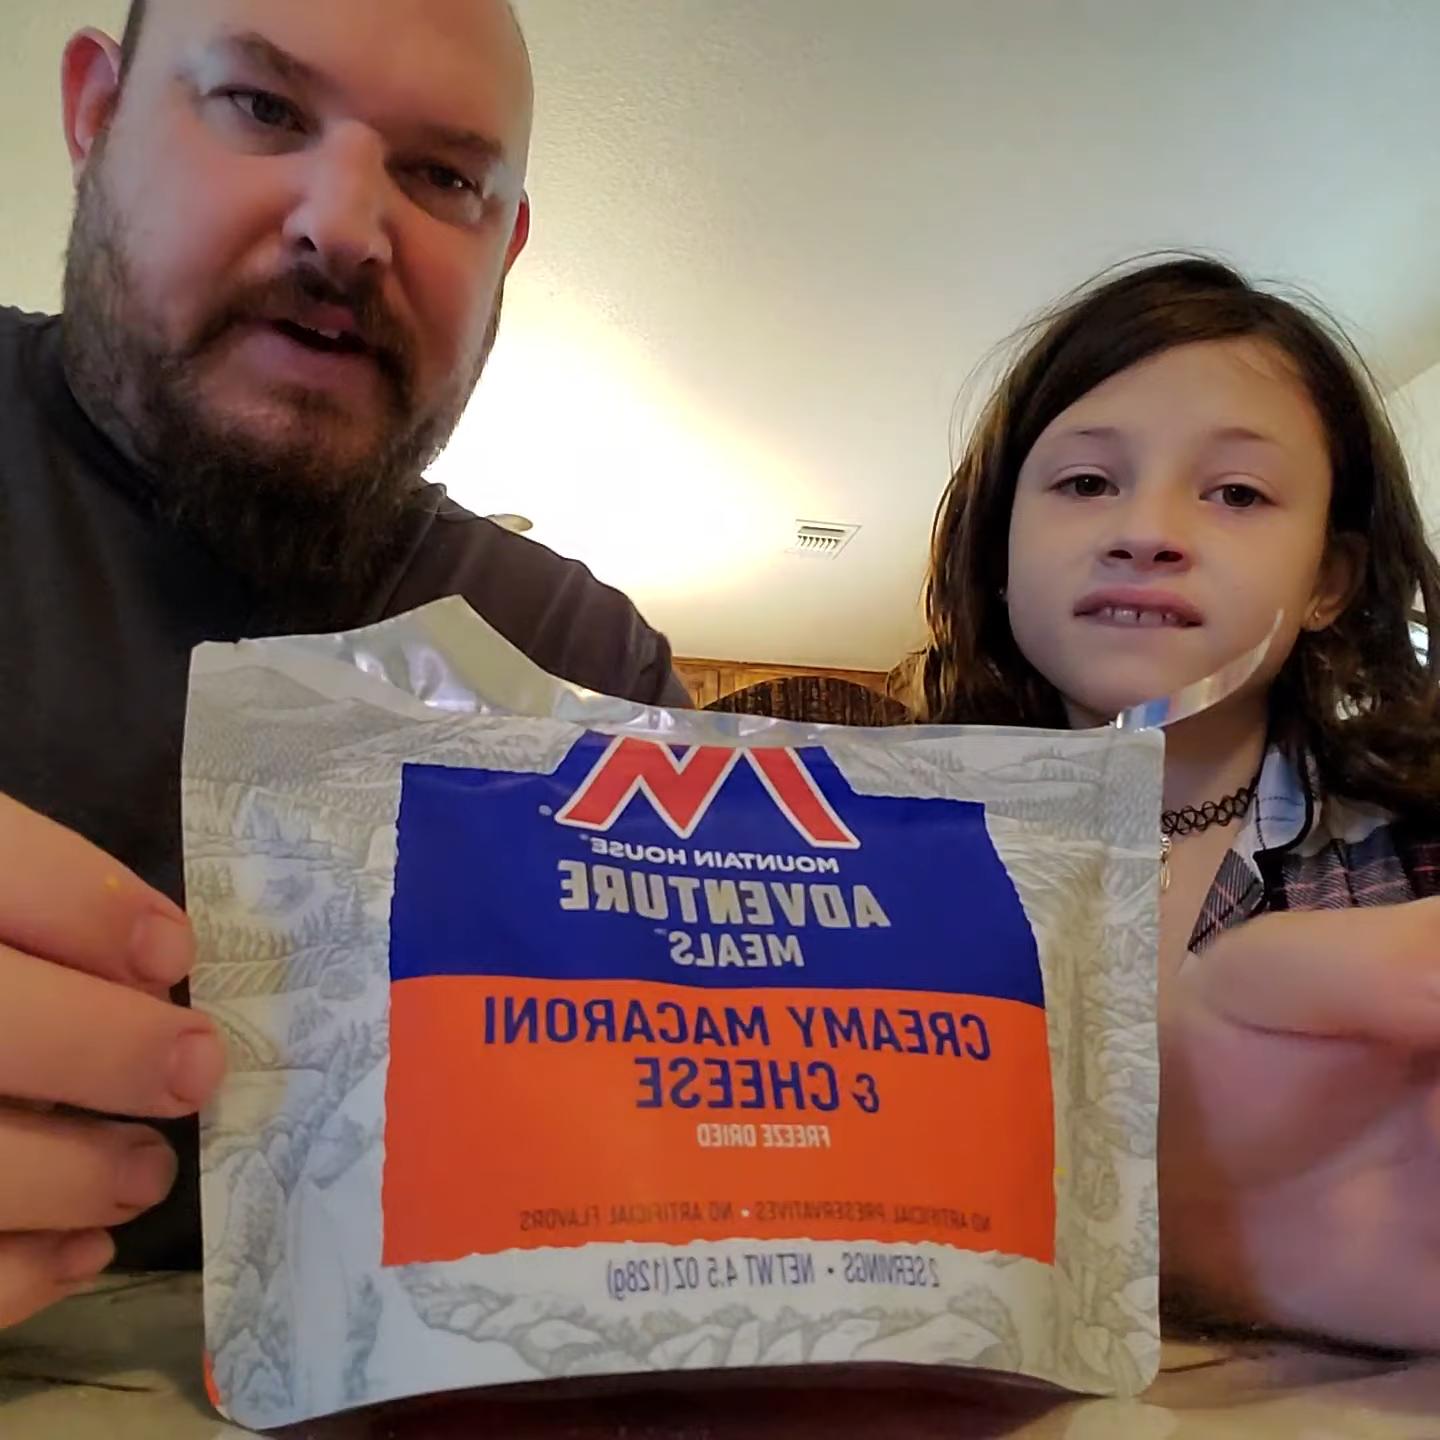 MOUNTAIN HOUSE®
ADVENTURE
MEALS™
CREAMY MACARONI
& CHEESE
FREEZE DRIED
NO ARTIFICIAL PRESERVATIVES • NO ARTIFICIAL FLAVORS
2 SERVINGS • NET WT 4.5 OZ (128g)